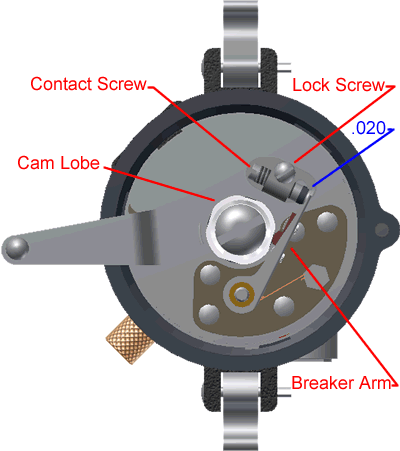 Contact Screw
Lock Screw
.020
Cam Lobe
Breaker Arm